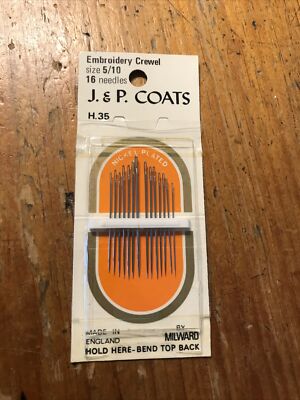 Embroidery Crewel
size 5/10
16 needles
J. & P. COATS
H.35
NICKEL PLATED
MADE IN
ENGLAND
BY
MILWARD
HOLD HERE-BEND TOP BACK